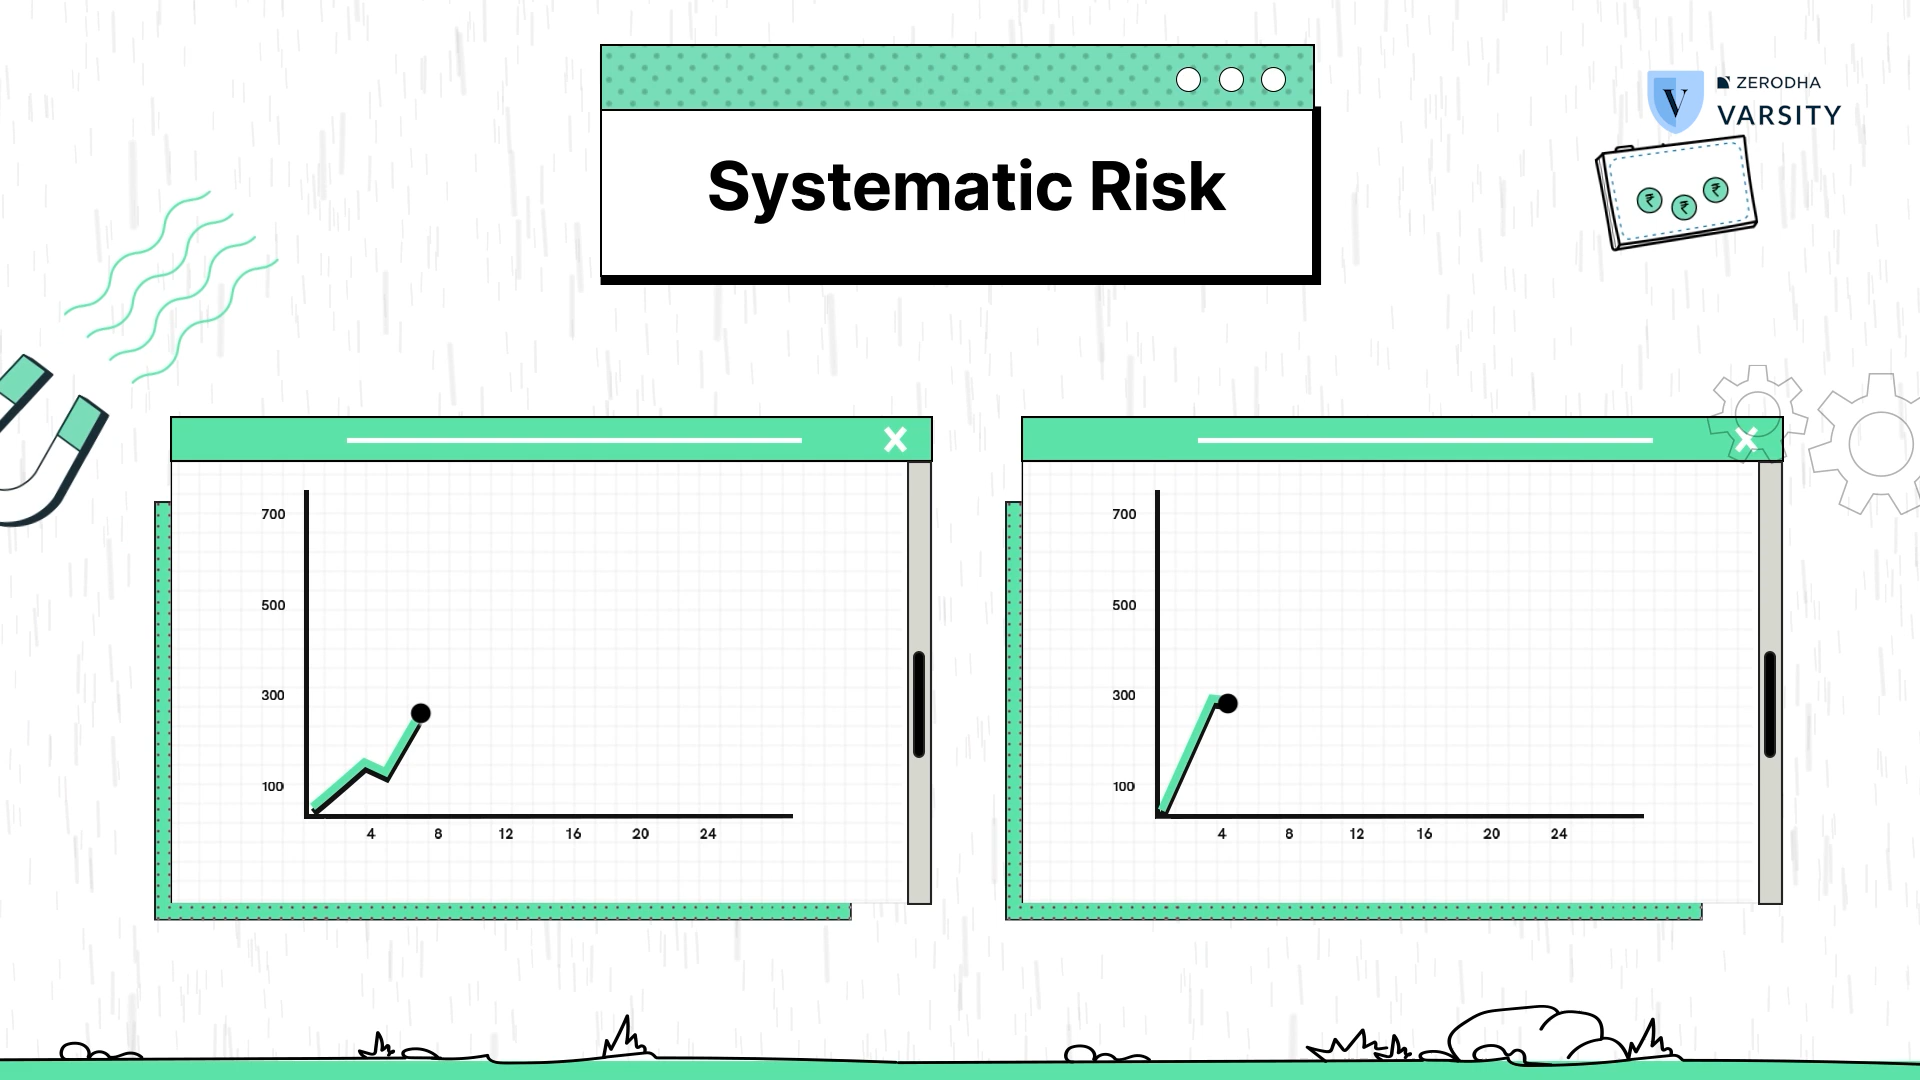 ZERODHA
VARSITY
V
Systematic Risk
₹ ₹ ₹
700
500
300
100
4 8 12 16 20 24
700
500
300
100
4 8 12 16 20 24